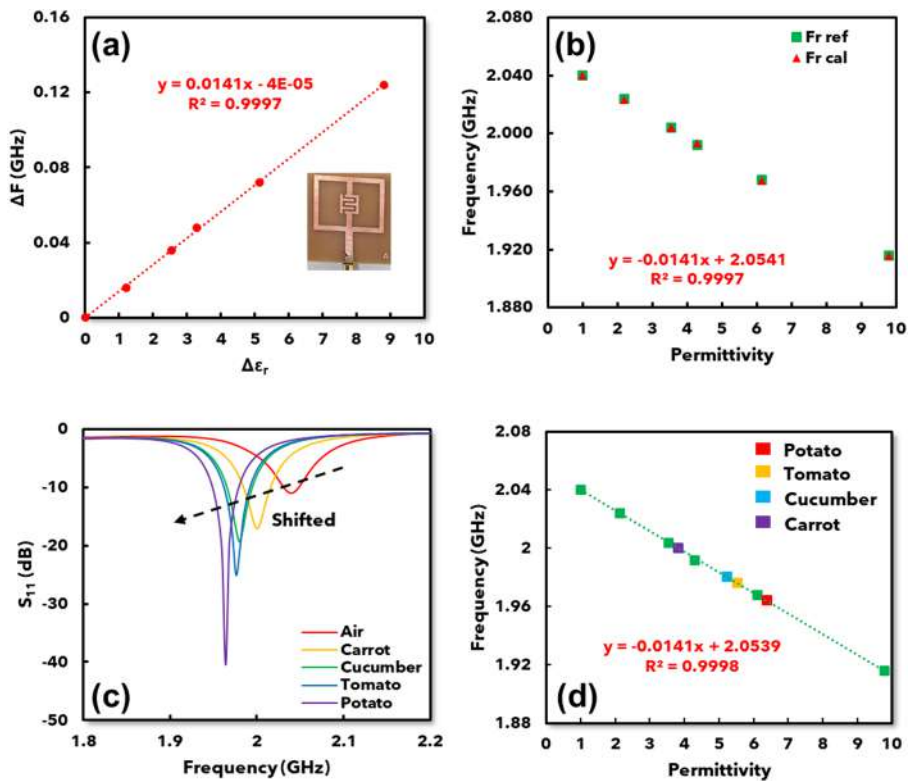 (a)
y = 0.0141x - 4E-05
R² = 0.9997
ΔF (GHz)
0.16
0.12
0.08
0.04
0
0 1 2 3 4 5 6 7 8 9 10
Δεr
(b)
Fr ref
Fr cal
Frequency (GHz)
2.080
2.040
2.000
1.960
1.920
1.880
y = -0.0141x + 2.0541
R² = 0.9997
0 1 2 3 4 5 6 7 8 9 10
Permittivity
(c)
S11 (dB)
0
-10
-20
-30
-40
-50
Shifted
Air
Carrot
Cucumber
Tomato
Potato
1.8 1.9 2 2.1 2.2
Frequency (GHz)
(d)
Potato
Tomato
Cucumber
Carrot
Frequency (GHz)
2.08
2.04
2
1.96
1.92
1.88
y = -0.0141x + 2.0539
R² = 0.9998
0 1 2 3 4 5 6 7 8 9 10
Permittivity